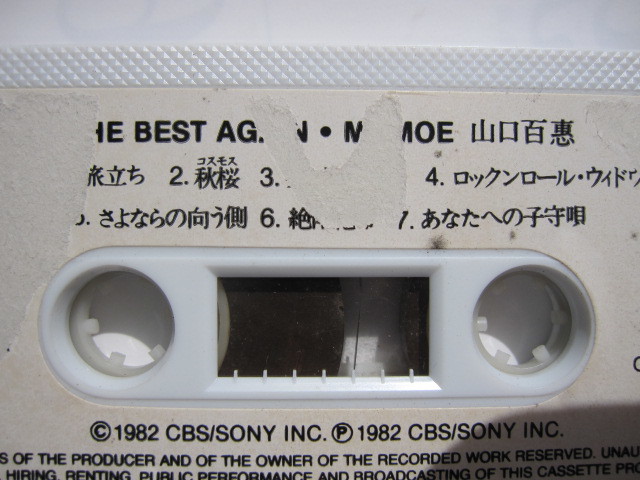 HE BEST AG N • M MOE 山口百惠
旅立ち 2. 秋桜 コスモス 3. 4. ロックンロール・ウィドウ
さよならの向う側 6. 絶 7. あなたへの子守唄
©1982 CBS/SONY INC. Ⓟ 1982 CBS/SONY INC.
S OF THE PRODUCER AND OF THE OWNER OF THE RECORDED WORK RESERVED. UNAU
HIRING, RENTING, PUBLIC PERFORMANCE AND BROADCASTING OF THIS CASSETTE PRO